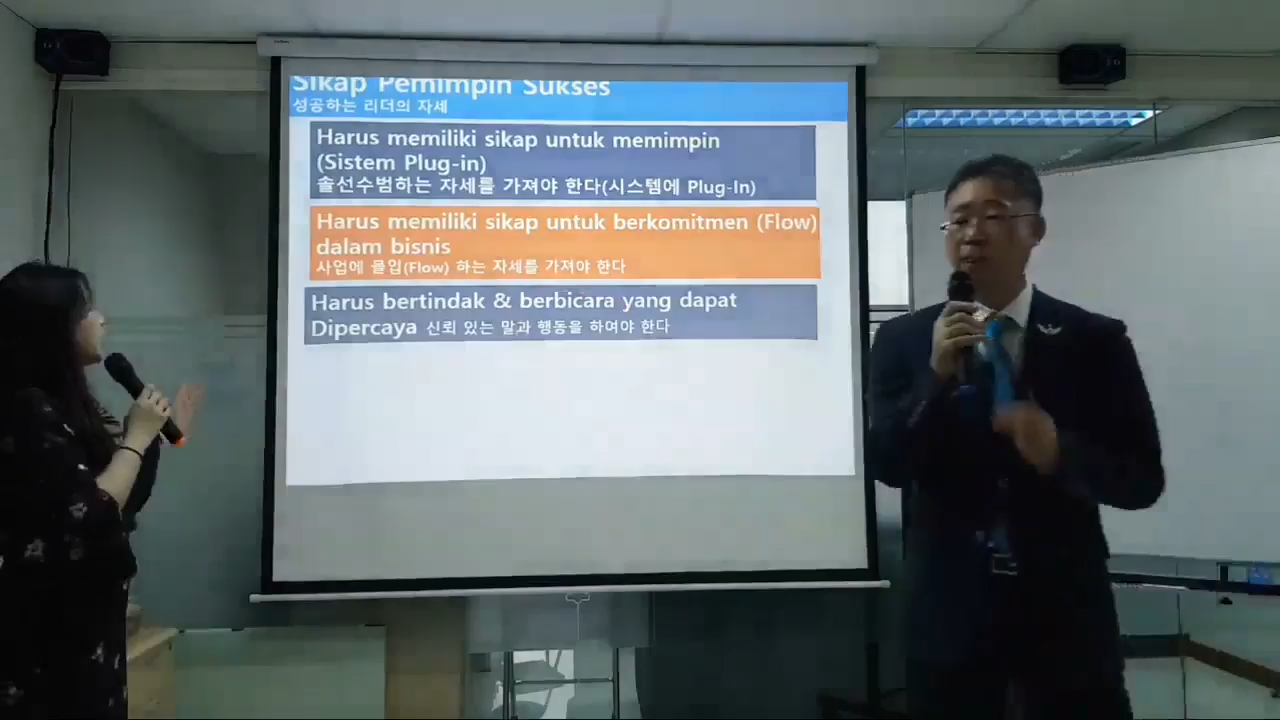 Sikap Pemimpin Sukses
성공하는 리더의 자세
Harus memiliki sikap untuk memimpin
(Sistem Plug-in)
솔선수범하는 자세를 가져야 한다(시스템에 Plug-In)
Harus memiliki sikap untuk berkomitmen (Flow)
dalam bisnis
사업에 몰입(Flow) 하는 자세를 가져야 한다
Harus bertindak & berbicara yang dapat
Dipercaya 신뢰 있는 말과 행동을 하여야 한다